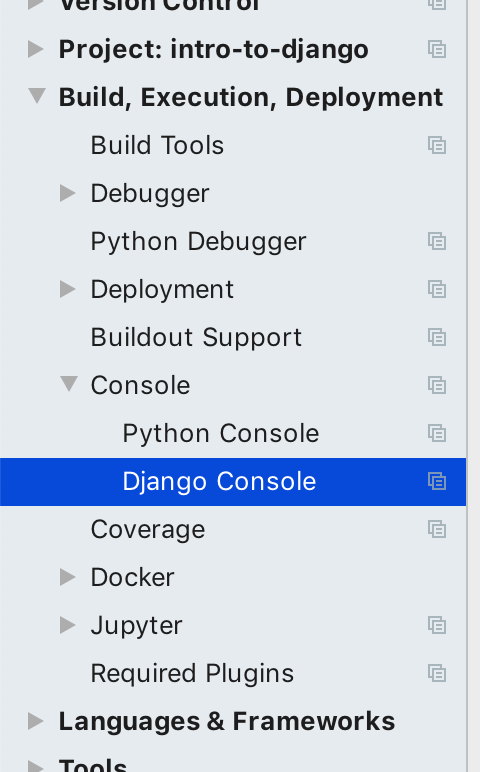 Version Control
Project: intro-to-django
Build, Execution, Deployment
Build Tools
Debugger
Python Debugger
Deployment
Buildout Support
Console
Python Console
Django Console
Coverage
Docker
Jupyter
Required Plugins
Languages & Frameworks
Tools